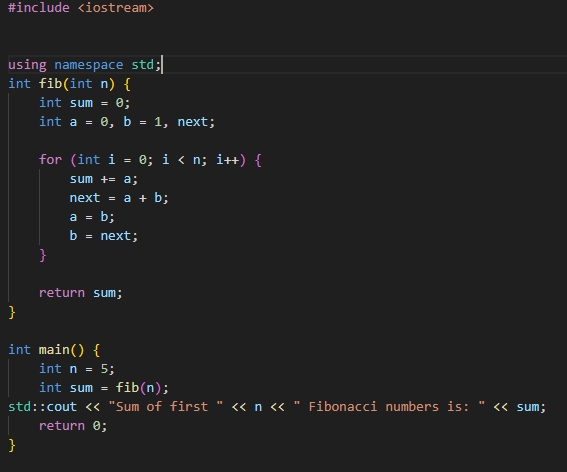 #include <iostream>
using namespace std;
int fib(int n) {
    int sum = 0;
    int a = 0, b = 1, next;
    for (int i = 0; i < n; i++) {
        sum += a;
        next = a + b;
        a = b;
        b = next;
    }
    return sum;
}
int main() {
    int n = 5;
    int sum = fib(n);
std::cout << "Sum of first " << n << " Fibonacci numbers is: " << sum;
    return 0;
}